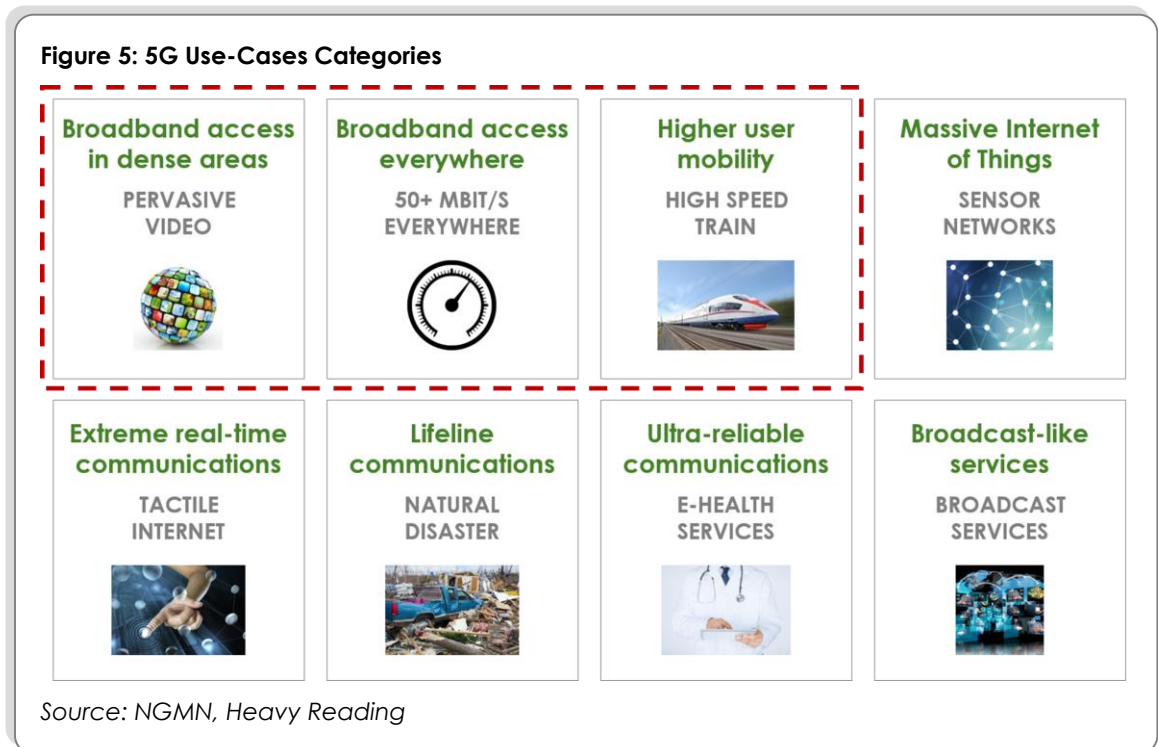 Figure 5: 5G Use-Cases Categories
Broadband access
in dense areas
PERVASIVE
VIDEO
Broadband access
everywhere
50+ MBIT/S
EVERYWHERE
Higher user
mobility
HIGH SPEED
TRAIN
Massive Internet
of Things
SENSOR
NETWORKS
Extreme real-time
communications
TACTILE
INTERNET
Lifeline
communications
NATURAL
DISASTER
Ultra-reliable
communications
E-HEALTH
SERVICES
Broadcast-like
services
BROADCAST
SERVICES
Source: NGMN, Heavy Reading